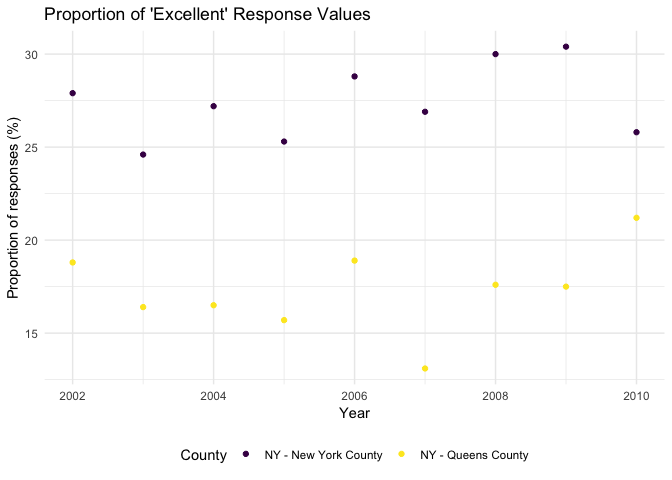 Proportion of 'Excellent' Response Values
Proportion of responses (%)
30
25
20
15
2002 2004 2006 2008 2010
Year
County NY - New York County NY - Queens County